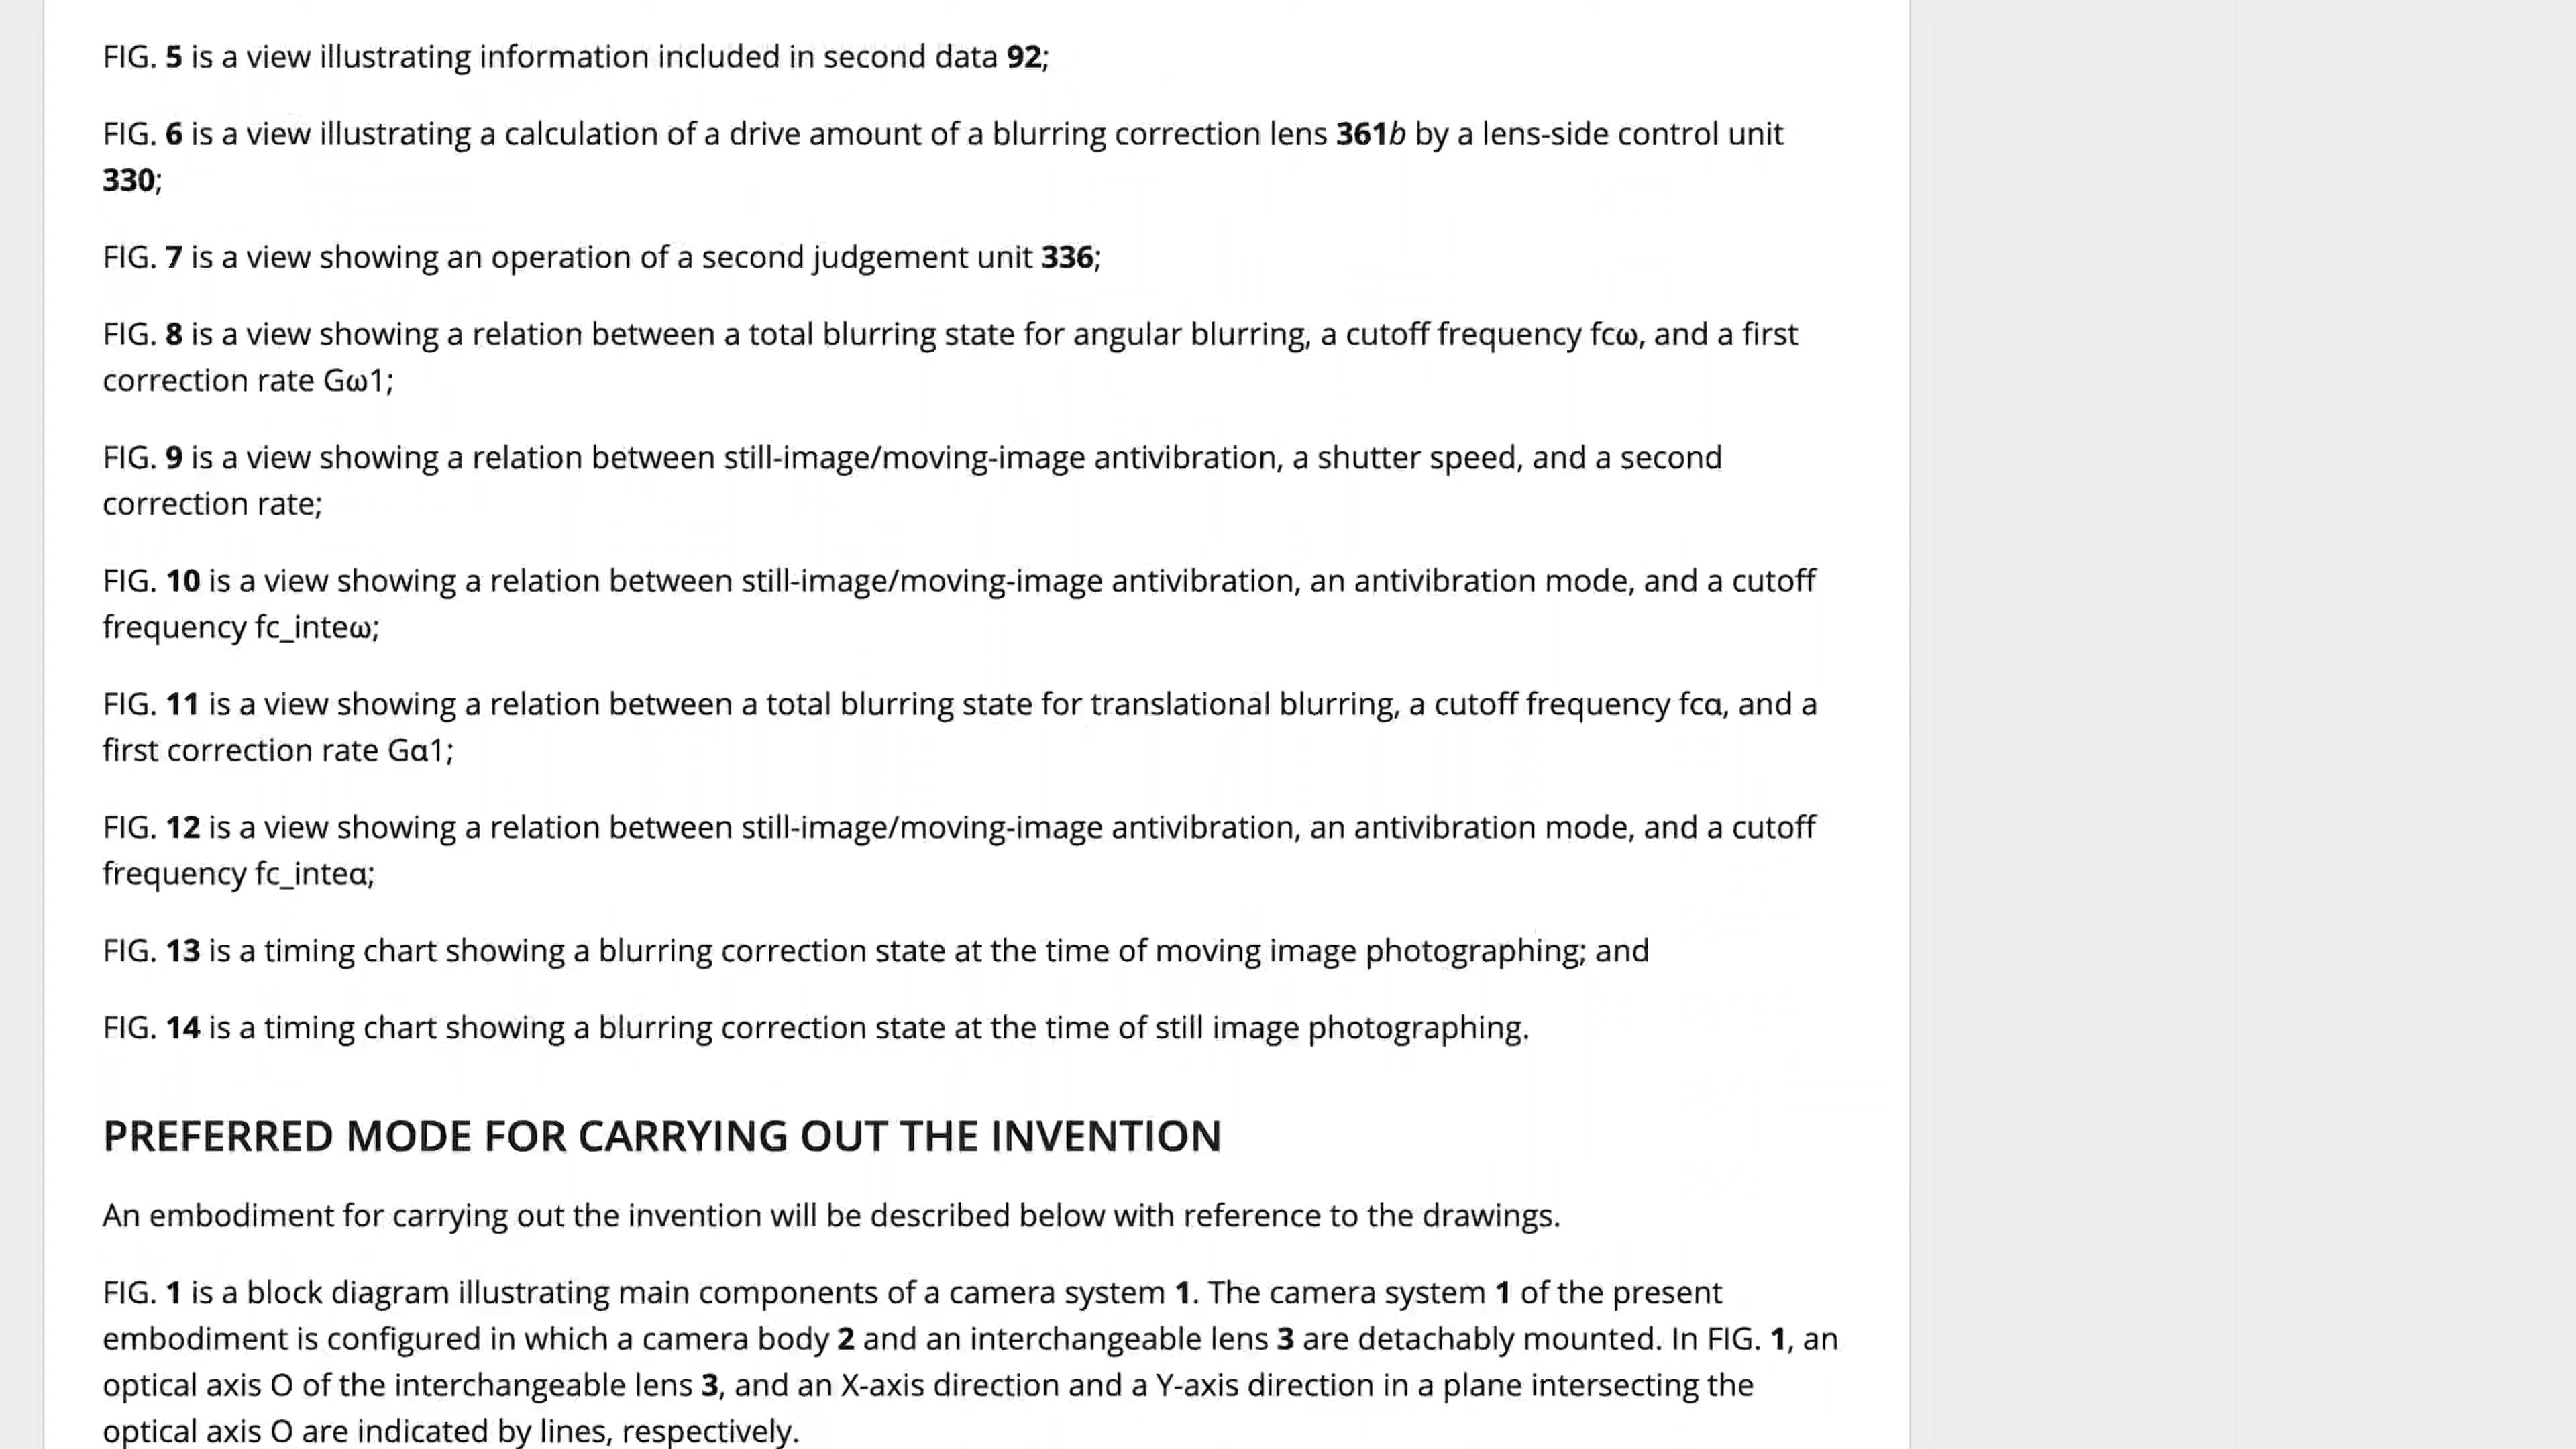 FIG. 5 is a view illustrating information included in second data 92;
FIG. 6 is a view illustrating a calculation of a drive amount of a blurring correction lens 361b by a lens-side control unit
330;
FIG. 7 is a view showing an operation of a second judgement unit 336;
FIG. 8 is a view showing a relation between a total blurring state for angular blurring, a cutoff frequency fcω, and a first
correction rate Gω1;
FIG. 9 is a view showing a relation between still-image/moving-image antivibration, a shutter speed, and a second
correction rate;
FIG. 10 is a view showing a relation between still-image/moving-image antivibration, an antivibration mode, and a cutoff
frequency fc_inteω;
FIG. 11 is a view showing a relation between a total blurring state for translational blurring, a cutoff frequency fcα, and a
first correction rate Gα1;
FIG. 12 is a view showing a relation between still-image/moving-image antivibration, an antivibration mode, and a cutoff
frequency fc_inteα;
FIG. 13 is a timing chart showing a blurring correction state at the time of moving image photographing; and
FIG. 14 is a timing chart showing a blurring correction state at the time of still image photographing.
PREFERRED MODE FOR CARRYING OUT THE INVENTION
An embodiment for carrying out the invention will be described below with reference to the drawings.
FIG. 1 is a block diagram illustrating main components of a camera system 1. The camera system 1 of the present
embodiment is configured in which a camera body 2 and an interchangeable lens 3 are detachably mounted. In FIG. 1, an
optical axis O of the interchangeable lens 3, and an X-axis direction and a Y-axis direction in a plane intersecting the
optical axis O are indicated by lines, respectively.